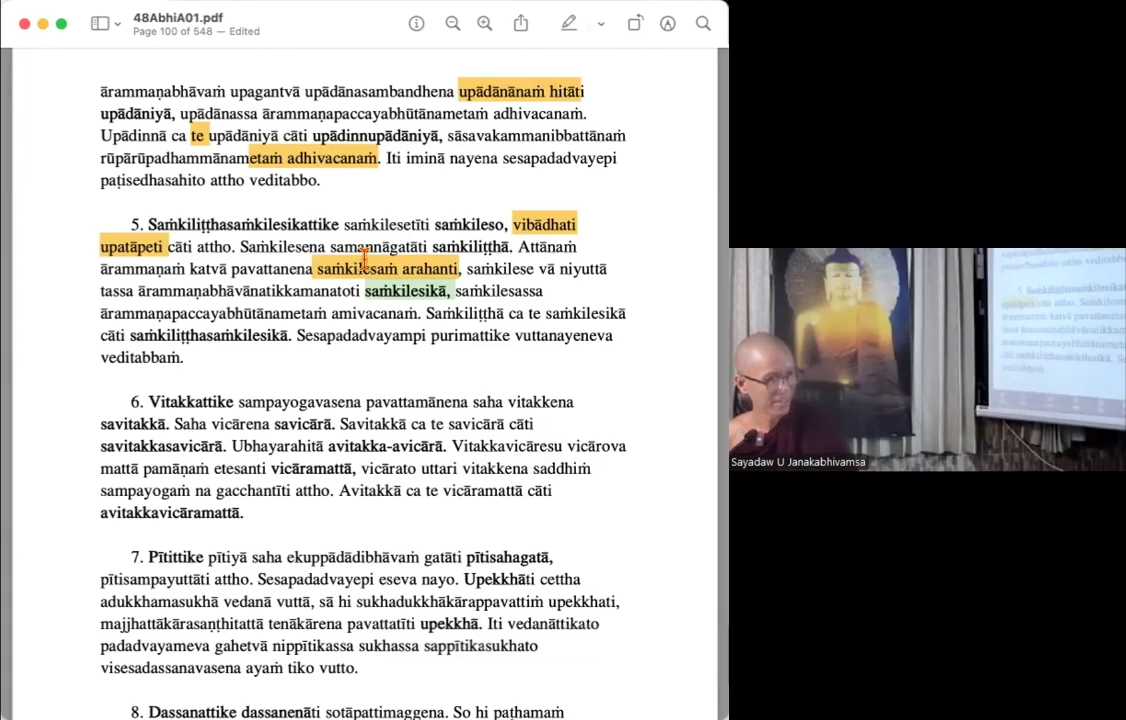 48AbhiA01.pdf
Page 100 of 548 — Edited
ārammaṇabhāvaṁ upagantvā upādānasambandhena upādānānaṁ hitāti
upādāniyā, upādānassa ārammaṇapaccayabhūtānametaṁ adhivacanaṁ.
Upādinnā ca te upādāniyā cāti upādinnupādāniyā, sāsavakammanibbattānaṁ
rūpārūpadhammānametaṁ adhivacanaṁ. Iti iminā nayena sesapadadvayepi
paṭisedhasahito attho veditabbo.
5. Saṁkiliṭṭhasaṁkilesikattike saṁkilesetīti saṁkileso, vibādhati
upatāpeti cāti attho. Saṁkilesena samannāgatāti saṁkiliṭṭhā. Attānaṁ
ārammaṇaṁ katvā pavattanena saṁkilesaṁ arahanti, saṁkilese vā niyuttā
tassa ārammaṇabhāvānatikkamanatoti saṁkilesikā, saṁkilesassa
ārammaṇapaccayabhūtānametaṁ amivacanaṁ. Saṁkiliṭṭhā ca te saṁkilesikā
cāti saṁkiliṭṭhasaṁkilesikā. Sesapadadvayampi purimattike vuttanayeneva
veditabbaṁ.
6. Vitakkattike sampayogavasena pavattamānena saha vitakkena
savitakkā. Saha vicārena savicārā. Savitakkā ca te savicārā cāti
savitakkasavicārā. Ubhayarahitā avitakka-avicārā. Vitakkavicāresu vicārova
mattā pamāṇaṁ etesanti vicāramattā, vicārato uttari vitakkena saddhiṁ
sampayogaṁ na gacchantīti attho. Avitakkā ca te vicāramattā cāti
avitakkavicāramattā.
7. Pītittike pītiyā saha ekuppādādibhāvaṁ gatāti pītisahagatā,
pītisampayuttāti attho. Sesapadadvayepi eseva nayo. Upekkhāti cettha
adukkhamasukhā vedanā vuttā, sā hi sukhadukkhākārappavattiṁ upekkhati,
majjhattākārasaṇṭhitattā tenākārena pavattatīti upekkhā. Iti vedanāttikato
padadvayameva gahetvā nippītikassa sukhassa sappītikasukhato
visesadassanavasena ayaṁ tiko vutto.
8. Dassanattike dassanenāti sotāpattimaggena. So hi paṭhamaṁ
Sayadaw U Janakabhivamsa